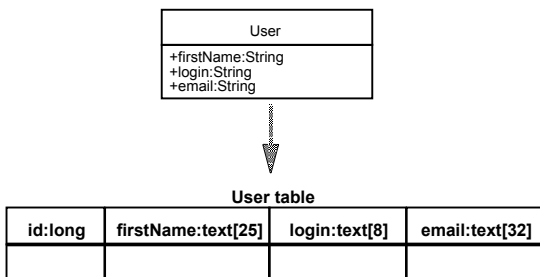 User
+firstName:String
+login:String
+email:String
User table
id:long firstName:text[25] login:text[8] email:text[32]